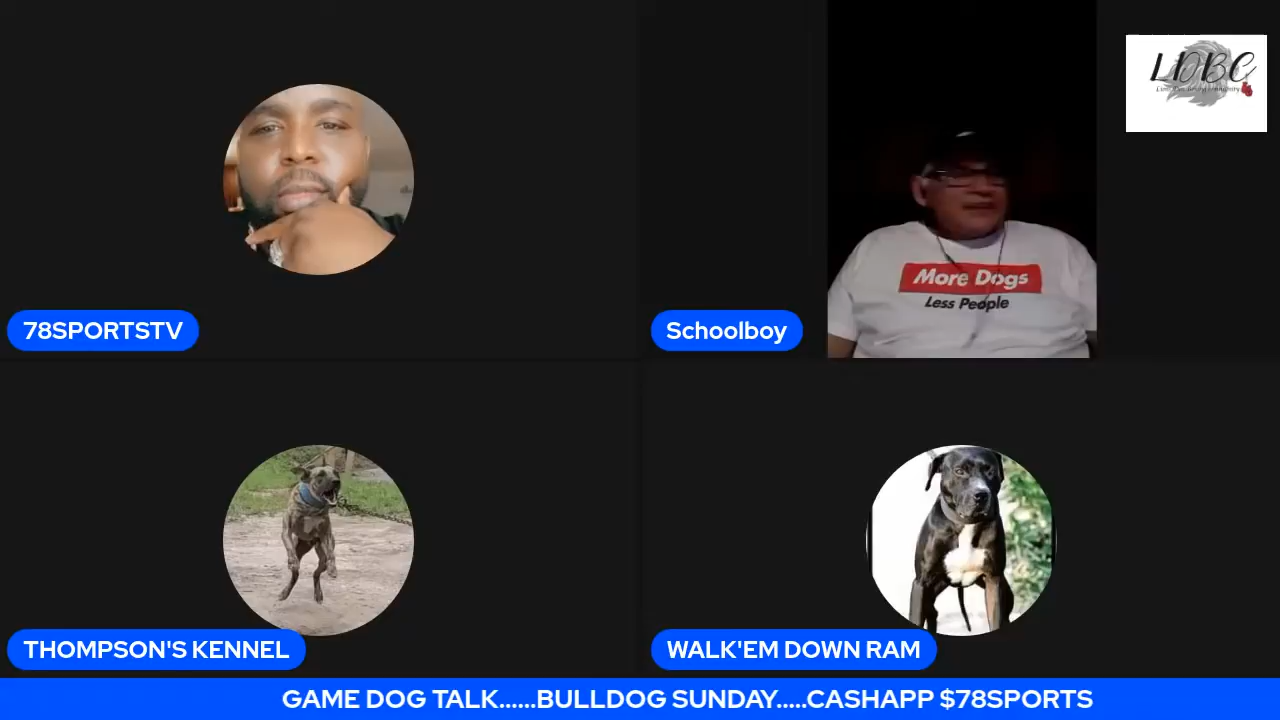 LDBC
78SPORTSTV
Schoolboy
More Dogs
Less People
THOMPSON'S KENNEL
WALK'EM DOWN RAM
GAME DOG TALK......BULLDOG SUNDAY.....CASHAPP $78SPORTS